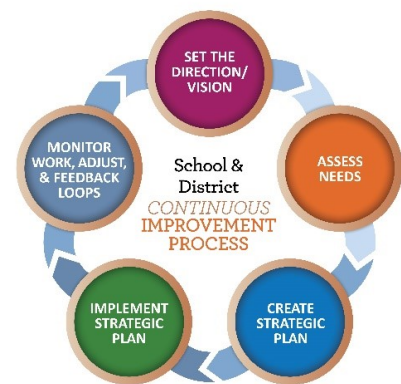 SET THE
DIRECTION/
VISION
ASSESS
NEEDS
CREATE
STRATEGIC
PLAN
IMPLEMENT
STRATEGIC
PLAN
MONITOR
WORK, ADJUST,
& FEEDBACK
LOOPS
School &
District
CONTINUOUS
IMPROVEMENT
PROCESS